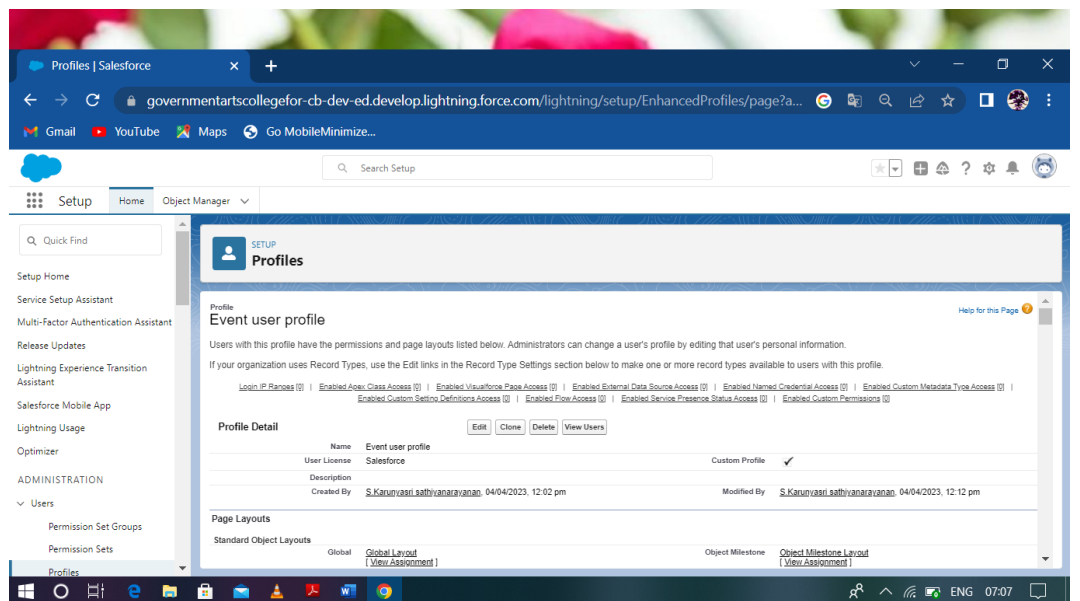 Profiles | Salesforce
governmentartscollegefor-cb-dev-ed.develop.lightning.force.com/lightning/setup/EnhancedProfiles/page?a...
Gmail YouTube Maps Go MobileMinimize...
Search Setup
Setup Home Object Manager
Quick Find
Setup Home
Service Setup Assistant
Multi-Factor Authentication Assistant
Release Updates
Lightning Experience Transition
Assistant
Salesforce Mobile App
Lightning Usage
Optimizer
ADMINISTRATION
Users
Permission Set Groups
Permission Sets
Profiles
SETUP
Profiles
Profile
Event user profile
Help for this Page
Users with this profile have the permissions and page layouts listed below. Administrators can change a user's profile by editing that user's personal information.
If your organization uses Record Types, use the Edit links in the Record Type Settings section below to make one or more record types available to users with this profile.
Login IP Ranges [0] | Enabled Apex Class Access [0] | Enabled Visualforce Page Access [0] | Enabled External Data Source Access [0] | Enabled Named Credential Access [0] | Enabled Custom Metadata Type Access [0] |
Enabled Custom Setting Definitions Access [0] | Enabled Flow Access [0] | Enabled Service Presence Status Access [0] | Enabled Custom Permissions [0]
Profile Detail Edit Clone Delete View Users
Name Event user profile
User License Salesforce Custom Profile ✓
Description
Created By S.Karunyasri sathiyanarayanan, 04/04/2023, 12:02 pm Modified By S.Karunyasri sathiyanarayanan, 04/04/2023, 12:12 pm
Page Layouts
Standard Object Layouts
Global Global Layout Object Milestone Object Milestone Layout
[ View Assignment ] [ View Assignment ]
ENG 07:07